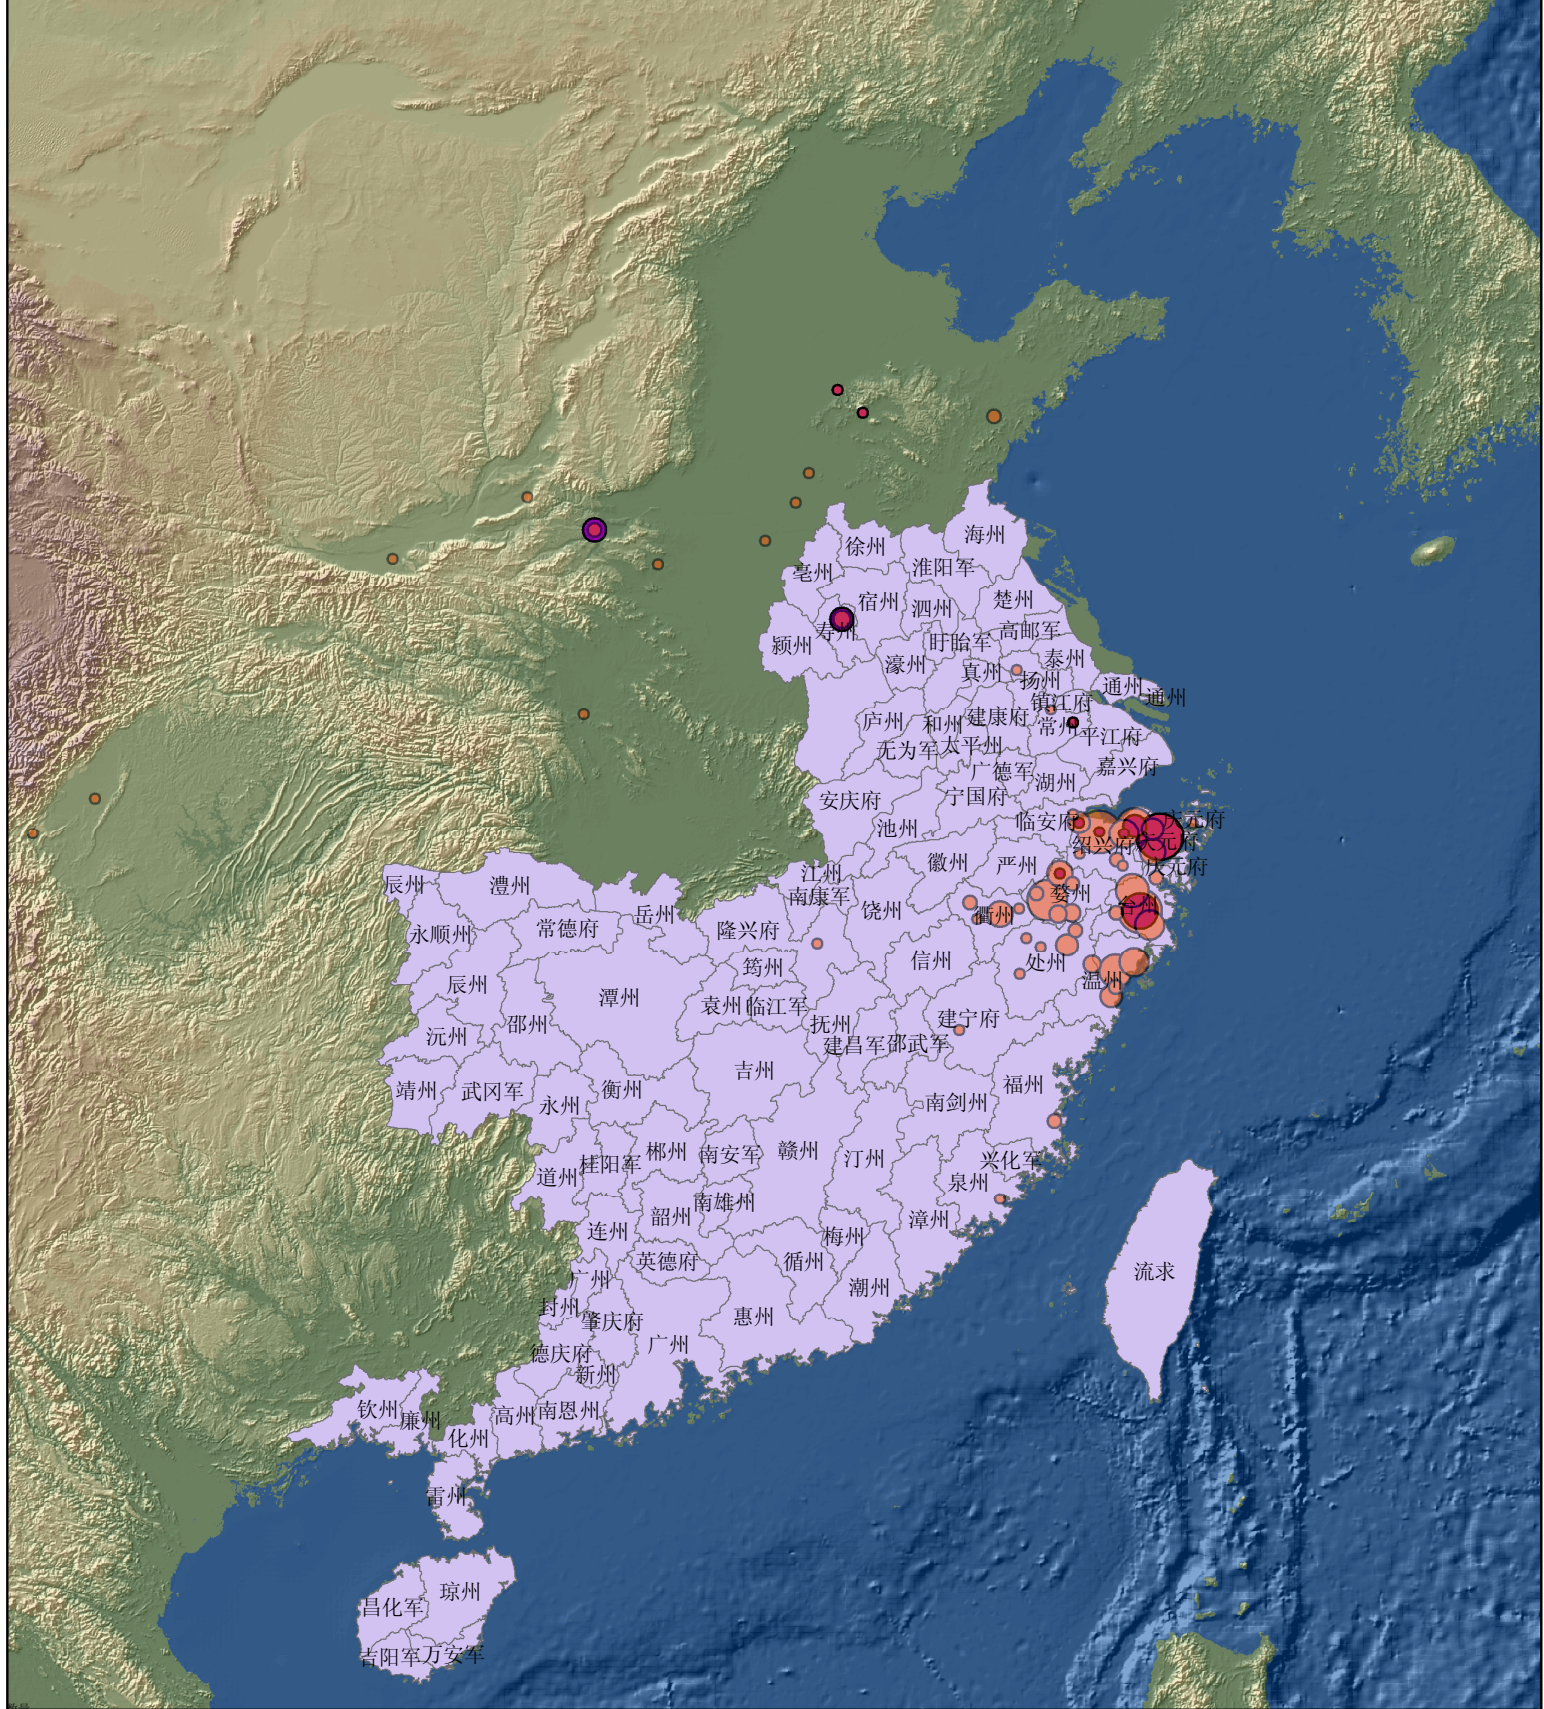 海州
徐州
淮阳军
亳州
宿州
泗州
楚州
寿州
高邮军
颍州
盱眙军
濠州
真州
泰州
扬州
通州
通州
镇江府
庐州
和州
建康府
常州
平江府
无为军
太平州
嘉兴府
广德军
湖州
宁国府
安庆府
池州
临安府
庆元府
绍兴府
庆元府
徽州
严州
庆元府
江州
辰州
澧州
南康军
婺州
饶州
台州
岳州
衢州
常德府
隆兴府
永顺州
信州
处州
筠州
温州
辰州
潭州
袁州
临江军
建宁府
邵州
抚州
沅州
建昌军
邵武军
吉州
福州
靖州
武冈军
衡州
永州
南剑州
郴州
南安军
赣州
汀州
兴化军
桂阳军
道州
泉州
南雄州
韶州
漳州
连州
梅州
英德府
循州
流求
广州
潮州
封州
肇庆府
惠州
广州
德庆府
新州
钦州
廉州
高州
南恩州
化州
雷州
琼州
昌化军
吉阳军
万安军